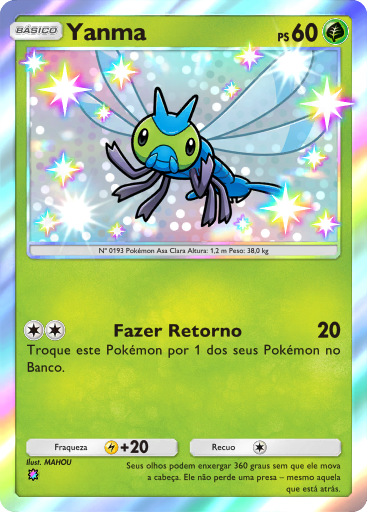 BÁSICO Yanma PS 60
Nº 0193 Pokémon Asa Clara Altura: 1,2 m Peso: 38,0 kg
Fazer Retorno 20
Troque este Pokémon por 1 dos seus Pokémon no
Banco.
Fraqueza +20 Recuo
Ilust. MAHOU
Seus olhos podem enxergar 360 graus sem que ele mova
a cabeça. Ele não perde uma presa – mesmo aquela
que está atrás.